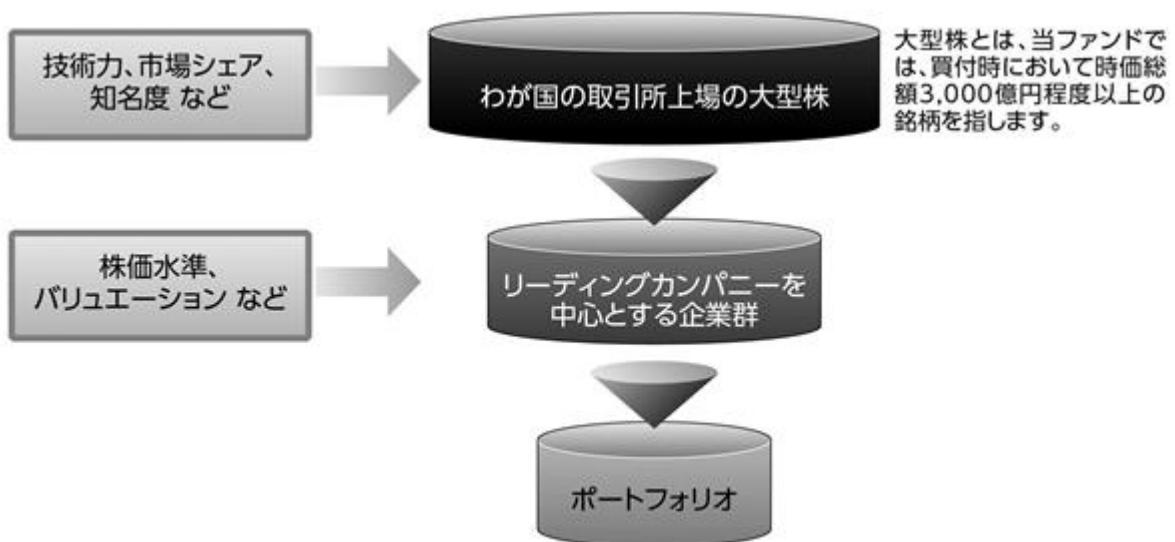 技術力、市場シェア、
知名度 など
わが国の取引所上場の大型株
大型株とは、当ファンドで
は、買付時において時価総
額3,000億円程度以上の
銘柄を指します。
株価水準、
バリュエーション など
リーディングカンパニーを
中心とする企業群
ポートフォリオ